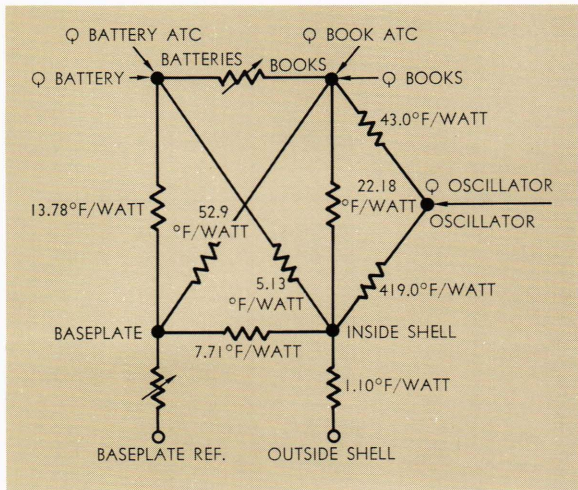 Q BATTERY ATC
Q BOOK ATC
BATTERIES
BOOKS
Q BATTERY
Q BOOKS
43.0°F/WATT
13.78°F/WATT
52.9
°F/WATT
22.18
°F/WATT
Q OSCILLATOR
OSCILLATOR
5.13
°F/WATT
419.0°F/WATT
BASEPLATE
INSIDE SHELL
7.71°F/WATT
1.10°F/WATT
BASEPLATE REF.
OUTSIDE SHELL